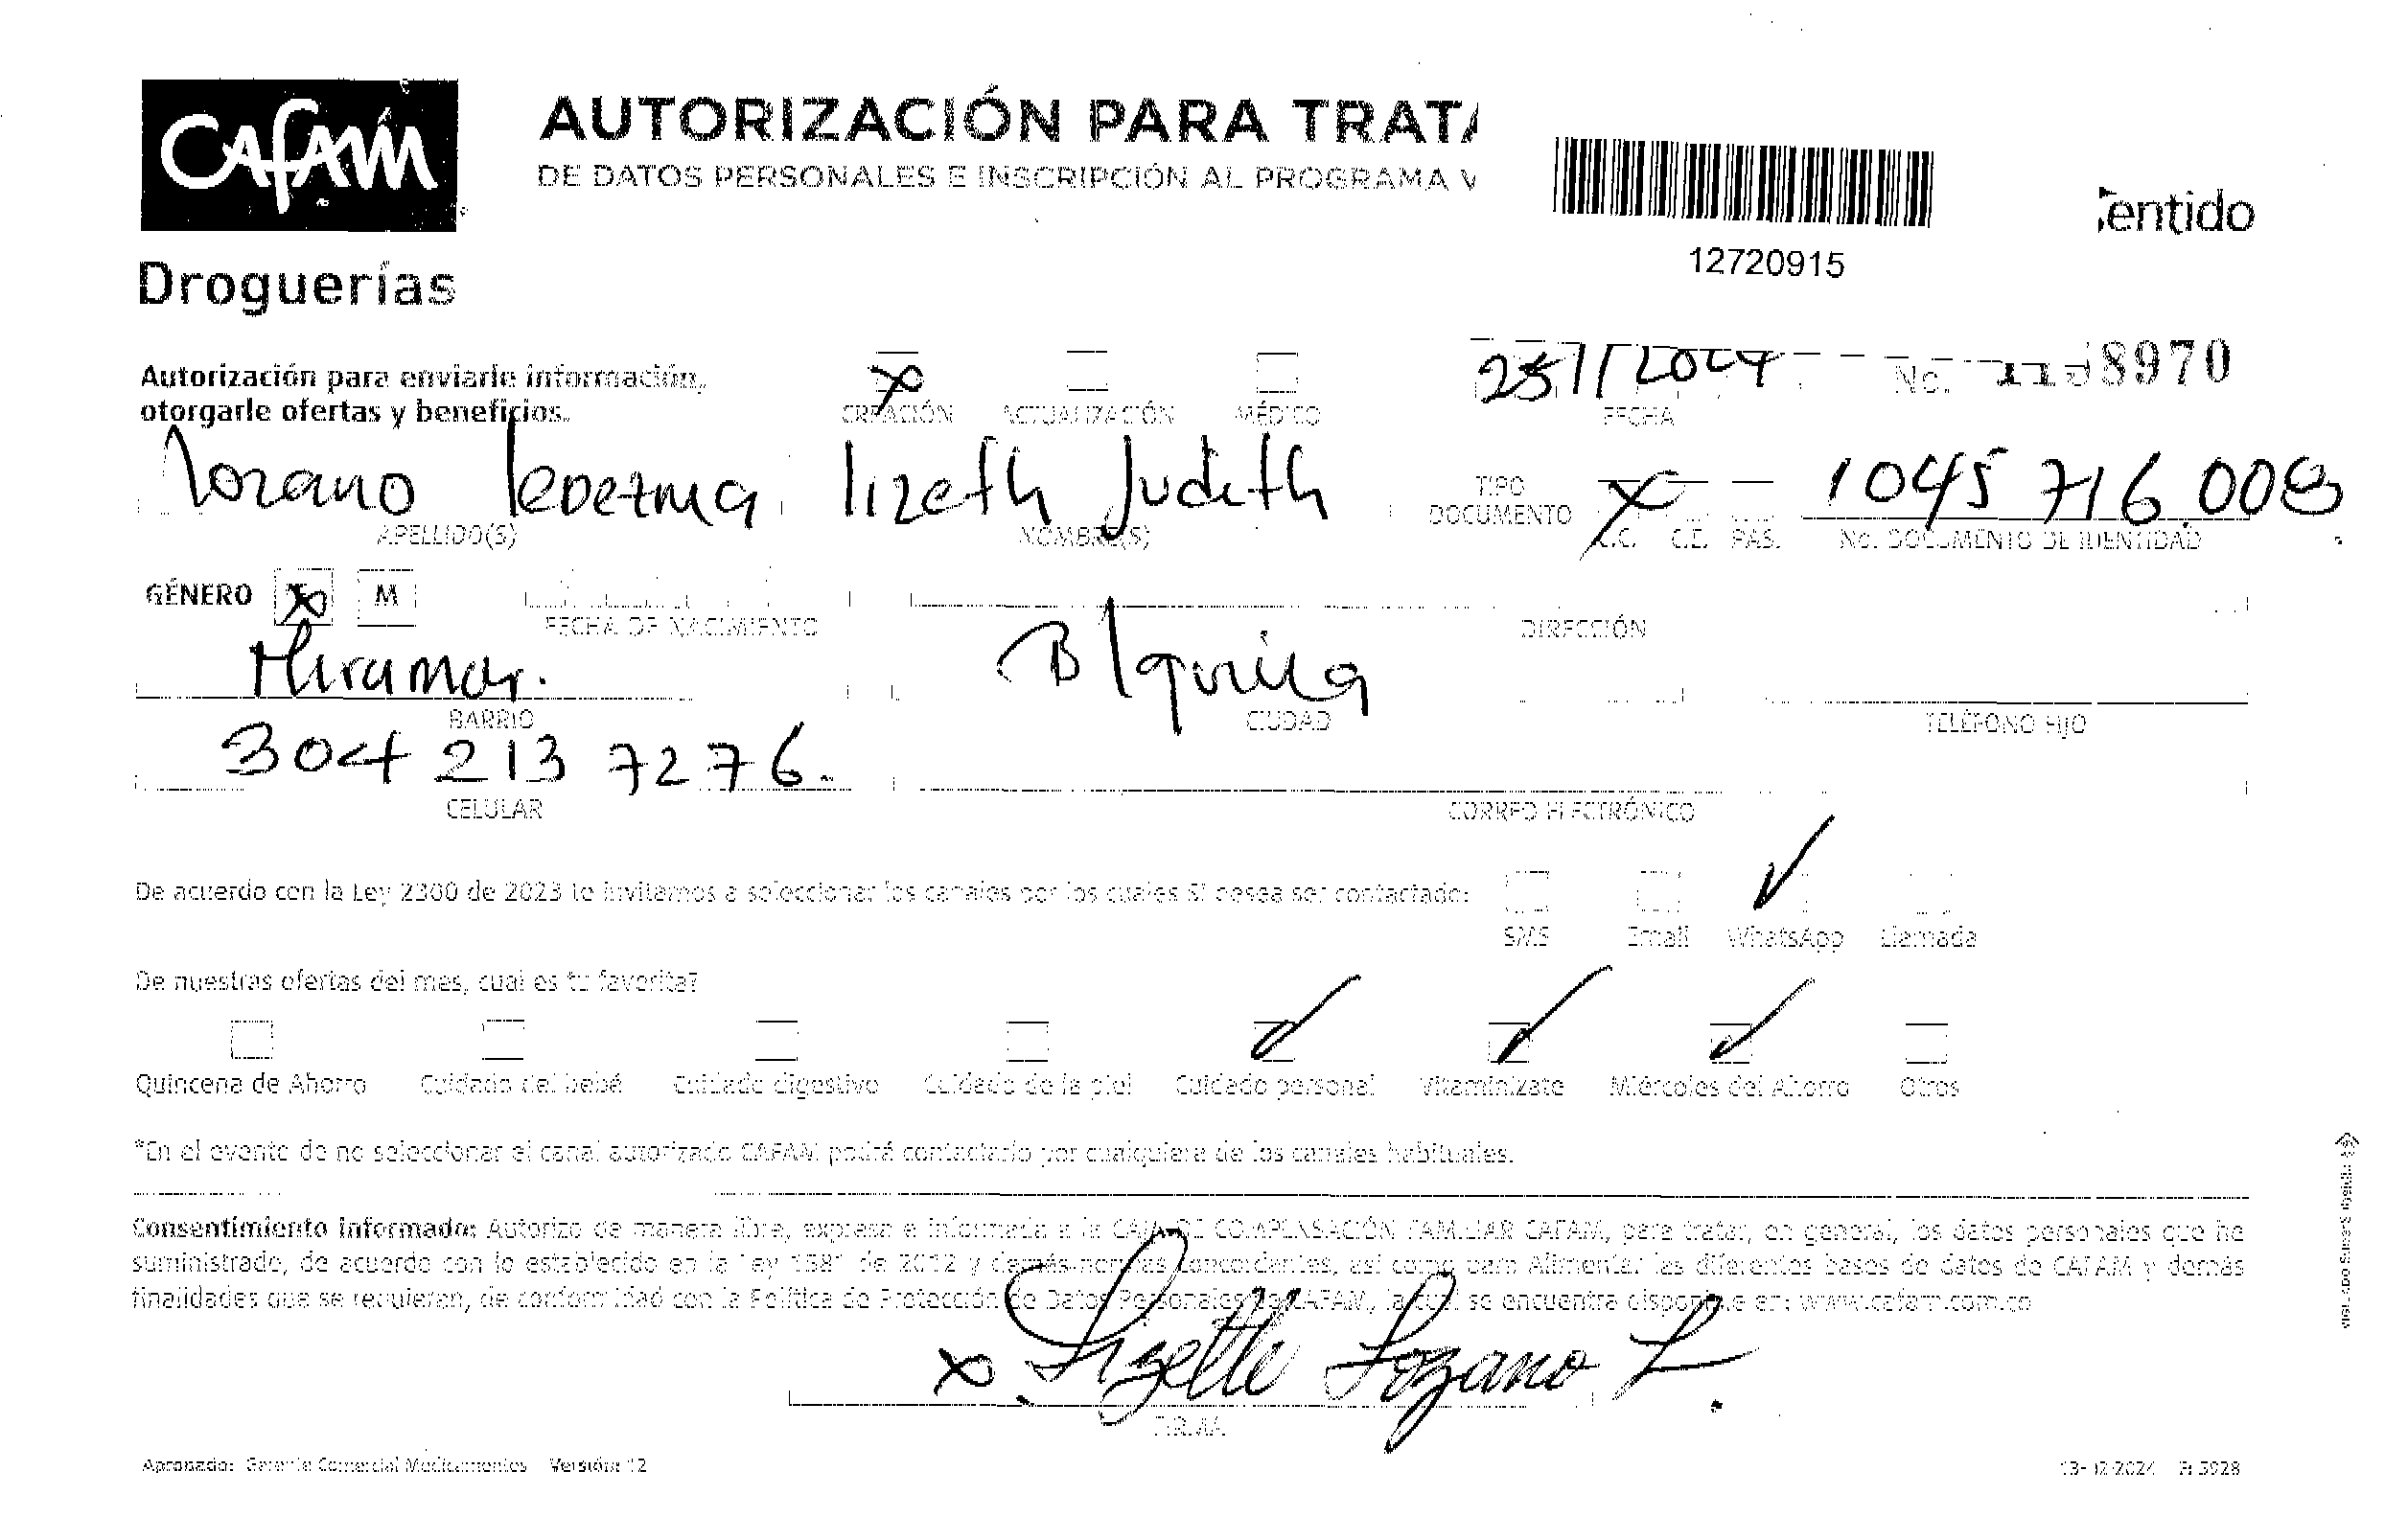 CAFAM
Droguerías
AUTORIZACIÓN PARA TRATA
DE DATOS PERSONALES E INSCRIPCIÓN AL PROGRAMA V
12720915
entido
Autorización para enviarle información,
otorgarle ofertas y beneficios.
CREACIÓN ACTUALIZACIÓN MÉDICO
FECHA
No. 8970
Lozano lizeth Judith
APELLIDO(S) NOMBRE(S)
TIPO DOCUMENTO C.C. C.E. PAS.
1045 716.008
No. DOCUMENTO DE IDENTIDAD
GÉNERO F M
FECHA DE NACIMIENTO DIRECCIÓN
Miramar. B/quilla
BARRIO CIUDAD TELÉFONO FIJO
304 213 7276.
CELULAR CORREO ELECTRÓNICO
De acuerdo con la Ley 2300 de 2023 te invitamos a seleccionar los canales por los cuales SI desea ser contactado:
SMS Email WhatsApp Llamada
De nuestras ofertas del mes, cual es tu favorita?
Quincena de Ahorro Cuidado del bebé Cuidado digestivo Cuidado de la piel Cuidado personal Vitaminízate Miércoles del Ahorro Otros
*En el evento de no seleccionar el canal autorizado CAFAM podrá contactarlo por cualquiera de los canales habituales.
Consentimiento informado: Autorizo de manera libre, expresa e informada a la CAJA DE COMPENSACIÓN FAMILIAR CAFAM, para tratar, en general, los datos personales que he
suministrado, de acuerdo con lo establecido en la Ley 1581 de 2012 y demás normas concordantes, así como para Alimentar las diferentes bases de datos de CAFAM y demás
finalidades que se requieran, de conformidad con la Política de Protección de Datos Personales de CAFAM, la cual se encuentra disponible en: www.cafam.com.co
x Lizette Lozano L.
FIRMA
Aprobado: Gerente Comercial Medicamentos Versión: 12
13-02-2024